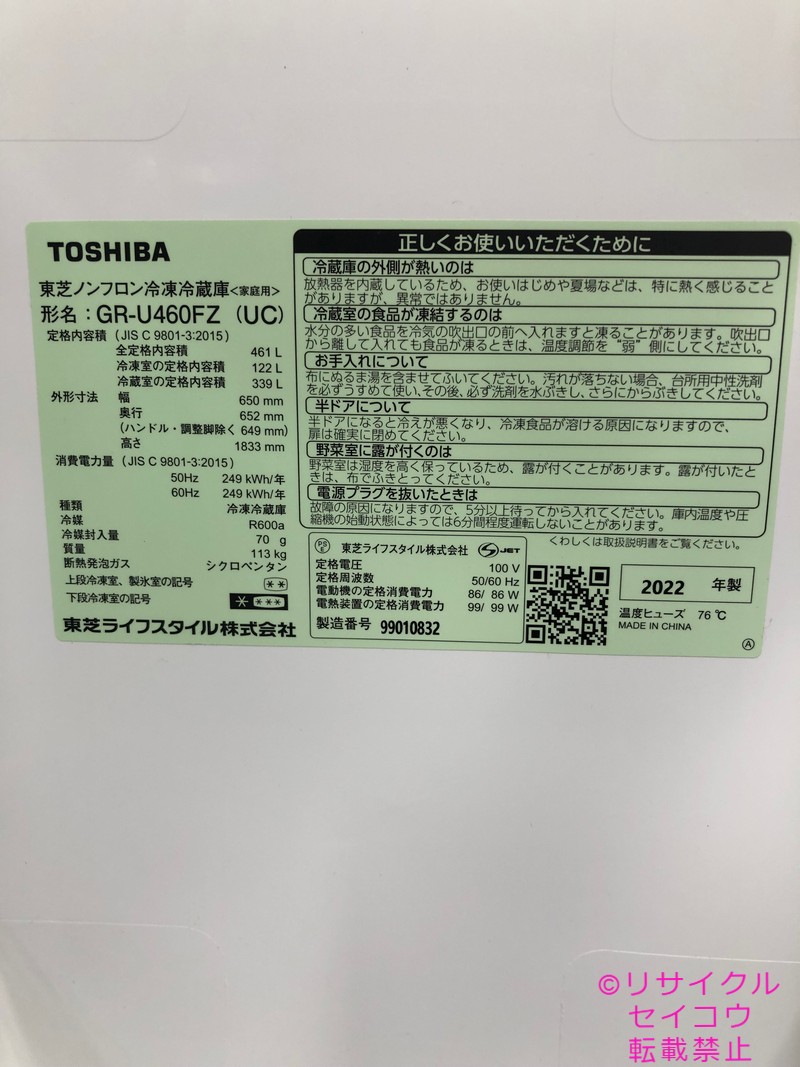 TOSHIBA
東芝ノンフロン冷凍冷蔵庫<家庭用>
形名：GR-U460FZ (UC)
定格内容積 (JIS C 9801-3:2015)
全定格内容積 461 L
冷凍室の定格内容積 122 L
冷蔵室の定格内容積 339 L
外形寸法 幅 650 mm
奥行 652 mm
(ハンドル・調整脚除く 649 mm)
高さ 1833 mm
消費電力量 (JIS C 9801-3:2015)
50Hz 249 kWh/年
60Hz 249 kWh/年
種類 冷凍冷蔵庫
冷媒 R600a
冷媒封入量 70 g
質量 113 kg
断熱発泡ガス シクロペンタン
上段冷凍室、製氷室の記号 **
下段冷凍室の記号 * ***
東芝ライフスタイル株式会社
正しくお使いいただくために
冷蔵庫の外側が熱いのは
放熱器を内蔵しているため、お使いはじめや夏場などは、特に熱く感じること
がありますが、異常ではありません。
冷蔵室の食品が凍結するのは
水分の多い食品を冷気の吹出口の前へ入れますと凍ることがあります。吹出口
から離して入れても食品が凍るときは、温度調節を“弱”側にしてください。
お手入れについて
布にぬるま湯を含ませてふいてください。汚れが落ちない場合、台所用中性洗剤
を必ずうすめて使い、その後、必ず洗剤を水ぶきし、さらにからぶきしてください。
半ドアについて
半ドアになると冷えが悪くなり、冷凍食品が溶ける原因になりますので、
扉は確実に閉めてください。
野菜室に露が付くのは
野菜室は湿度を高く保っているため、露が付くことがあります。露が付いたと
きは、布でふきとってください。
電源プラグを抜いたときは
故障の原因になりますので、5分以上待ってから入れてください。庫内温度や圧
縮機の始動状態によっては6分間程度運転しないことがあります。
くわしくは取扱説明書をご覧ください。
PS E 東芝ライフスタイル株式会社 S JET
定格電圧 100 V
定格周波数 50/60 Hz
電動機の定格消費電力 86/ 86 W
電熱装置の定格消費電力 99/ 99 W
製造番号 99010832
2022 年製
温度ヒューズ 76 ℃
MADE IN CHINA
Ⓐ
©リサイクル
セイコウ
転載禁止